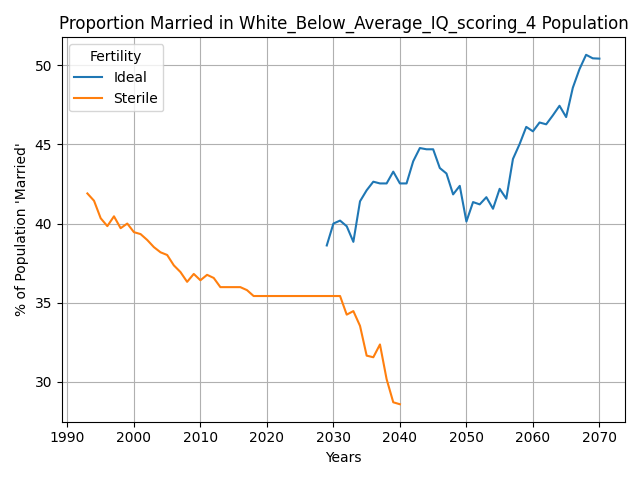 Proportion Married in White_Below_Average_IQ_scoring_4 Population
Fertility
Ideal
Sterile
% of Population 'Married'
50
45
40
35
30
1990 2000 2010 2020 2030 2040 2050 2060 2070
Years